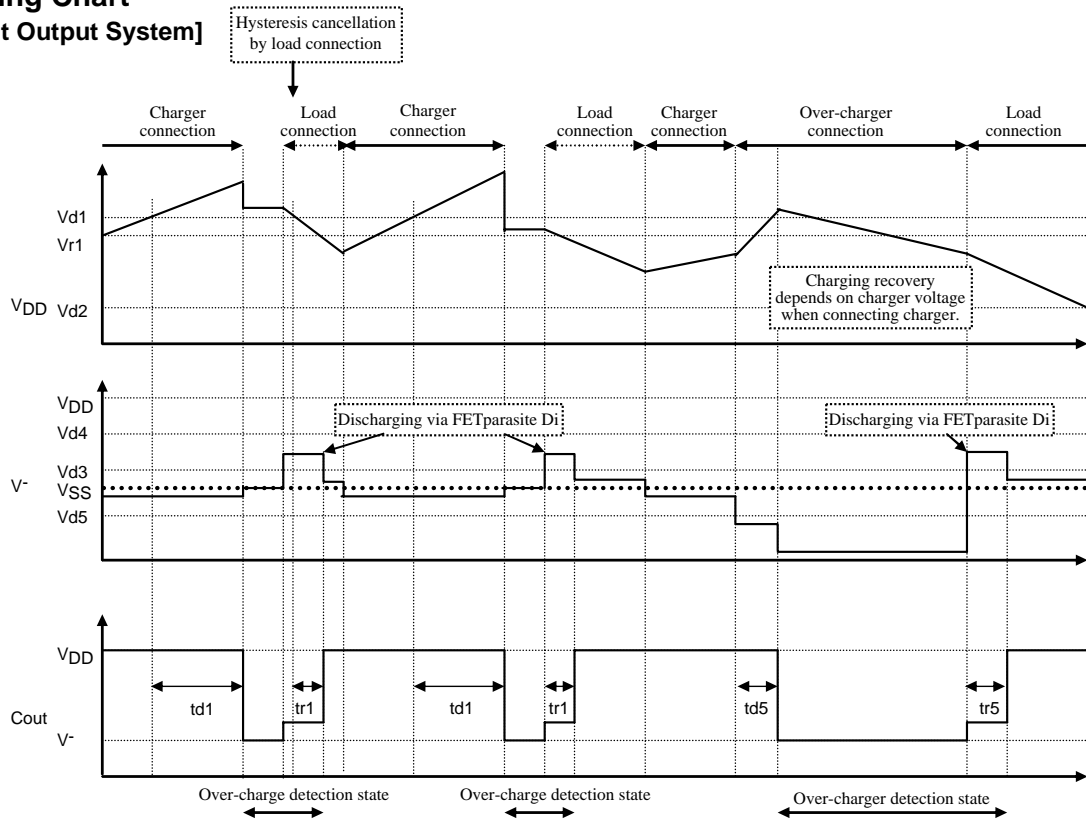 ing Chart
t Output System]
Hysteresis cancellation
by load connection
Charger
connection
Load
connection
Charger
connection
Load
connection
Charger
connection
Over-charger
connection
Load
connection
Vd1
Vr1
VDD
Vd2
Charging recovery
depends on charger voltage
when connecting charger.
VDD
Vd4
Vd3
V-
VSS
Vd5
Discharging via FETparasite Di
Discharging via FETparasite Di
VDD
Cout
V-
td1
tr1
td1
tr1
td5
tr5
Over-charge detection state
Over-charge detection state
Over-charger detection state